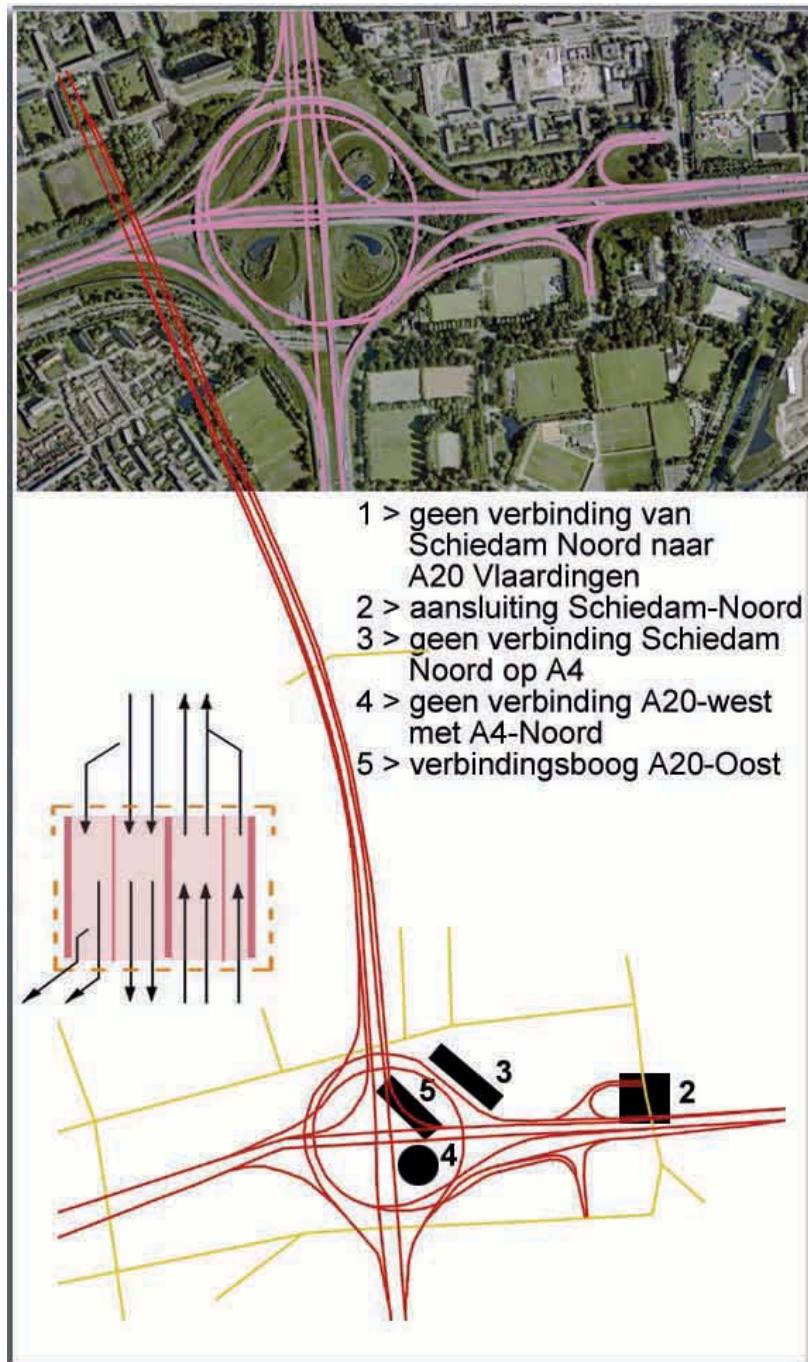 1 > geen verbinding van
Schiedam Noord naar
A20 Vlaardingen
2 > aansluiting Schiedam-Noord
3 > geen verbinding Schiedam
Noord op A4
4 > geen verbinding A20-west
met A4-Noord
5 > verbindingsboog A20-Oost
3
5
2
4